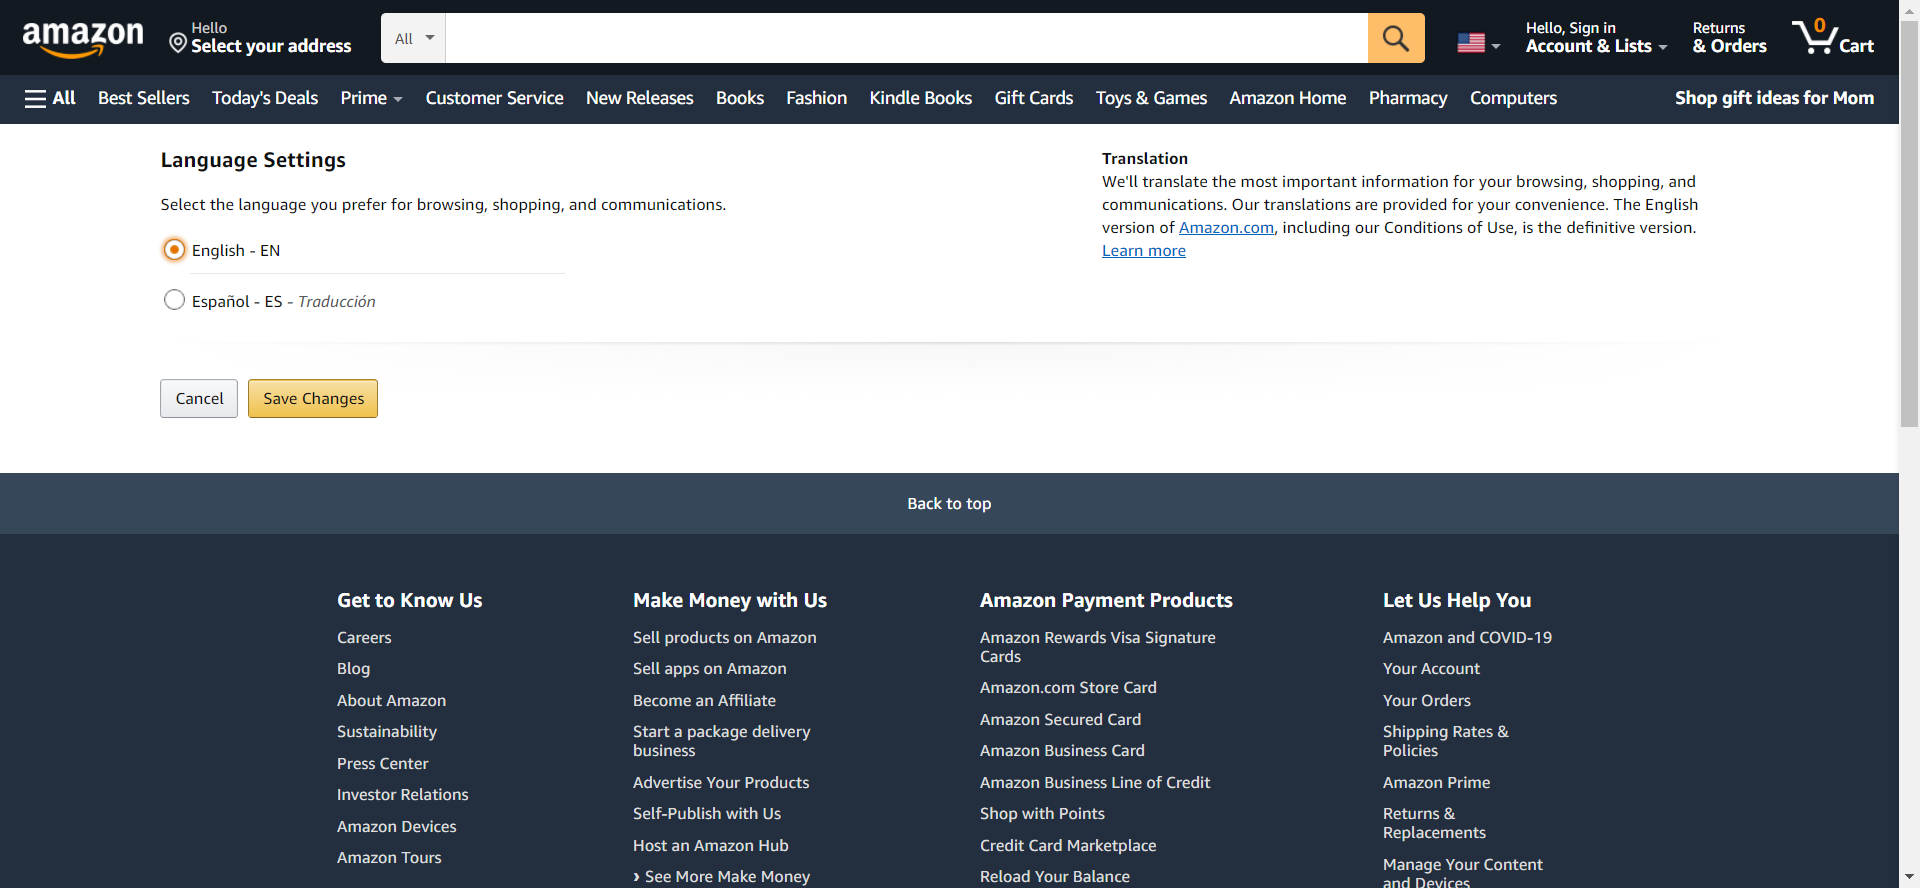 amazon
Hello
Select your address
All
Hello, Sign in
Account & Lists
Returns
& Orders
0
Cart
All
Best Sellers
Today's Deals
Prime
Customer Service
New Releases
Books
Fashion
Kindle Books
Gift Cards
Toys & Games
Amazon Home
Pharmacy
Computers
Shop gift ideas for Mom
Language Settings
Select the language you prefer for browsing, shopping, and communications.
English - EN
Español - ES - Traducción
Translation
We'll translate the most important information for your browsing, shopping, and
communications. Our translations are provided for your convenience. The English
version of Amazon.com, including our Conditions of Use, is the definitive version.
Learn more
Cancel
Save Changes
Back to top
Get to Know Us
Careers
Blog
About Amazon
Sustainability
Press Center
Investor Relations
Amazon Devices
Amazon Tours
Make Money with Us
Sell products on Amazon
Sell apps on Amazon
Become an Affiliate
Start a package delivery
business
Advertise Your Products
Self-Publish with Us
Host an Amazon Hub
› See More Make Money
Amazon Payment Products
Amazon Rewards Visa Signature
Cards
Amazon.com Store Card
Amazon Secured Card
Amazon Business Card
Amazon Business Line of Credit
Shop with Points
Credit Card Marketplace
Reload Your Balance
Let Us Help You
Amazon and COVID-19
Your Account
Your Orders
Shipping Rates &
Policies
Amazon Prime
Returns &
Replacements
Manage Your Content
and Devices